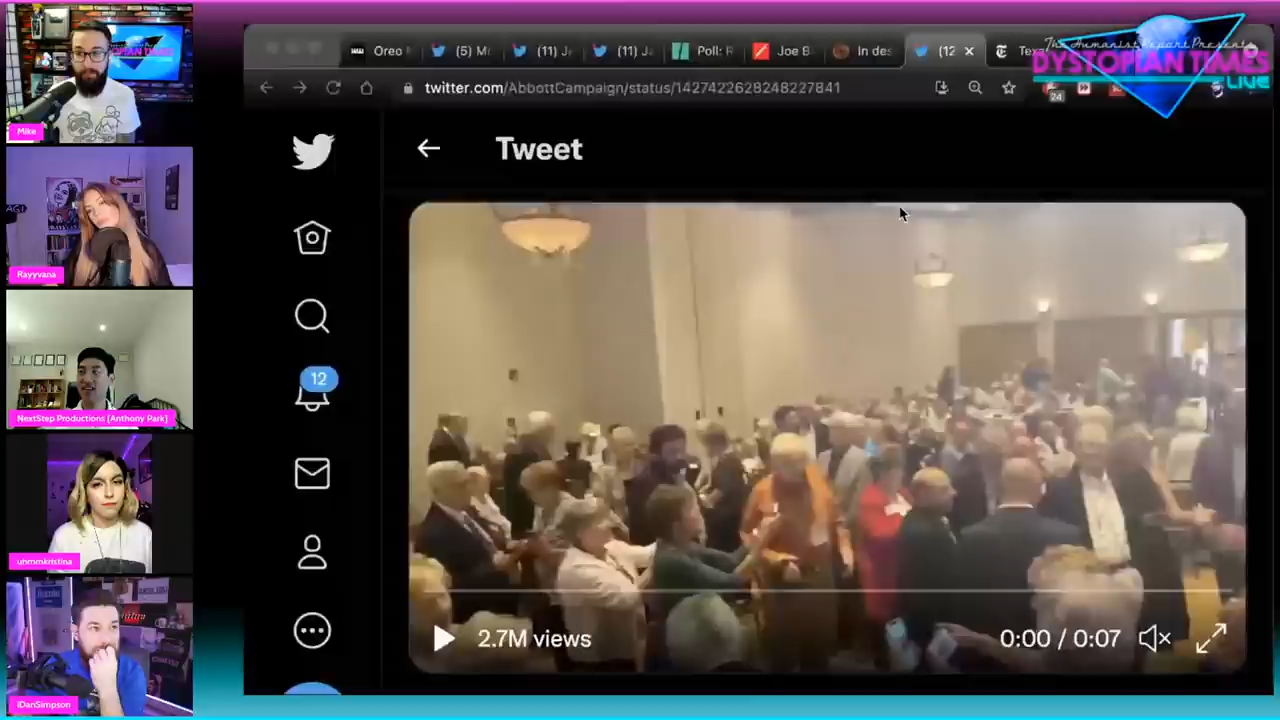 Oreo
(5) M
(11) J
(11) J
Poll: R
Joe B
In des
(12
Tex
The Humanist Report Presents
DYSTOPIAN TIMES
LIVE
twitter.com/AbbottCampaign/status/1427422628248227841
24
Tweet
12
2.7M views
0:00 / 0:07
Mike
Rayyvana
NextStep Productions [Anthony Park]
uhmmkristina
iDanSimpson